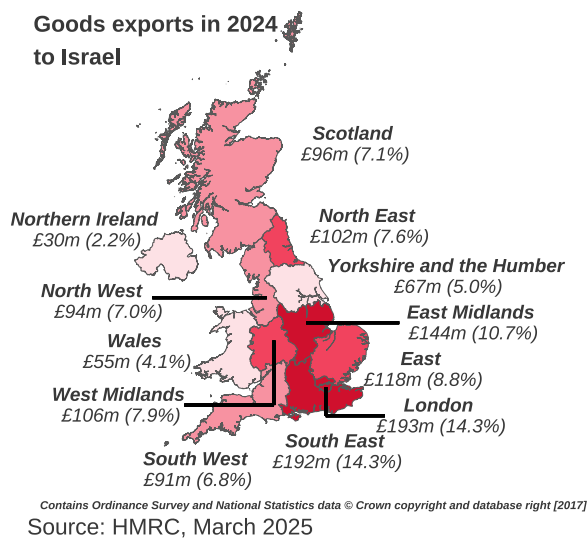 Goods exports in 2024
to Israel
Scotland
£96m (7.1%)
Northern Ireland
£30m (2.2%)
North East
£102m (7.6%)
Yorkshire and the Humber
£67m (5.0%)
North West
£94m (7.0%)
East Midlands
£144m (10.7%)
Wales
£55m (4.1%)
East
£118m (8.8%)
West Midlands
£106m (7.9%)
London
£193m (14.3%)
South East
£192m (14.3%)
South West
£91m (6.8%)
Contains Ordinance Survey and National Statistics data © Crown copyright and database right [2017]
Source: HMRC, March 2025